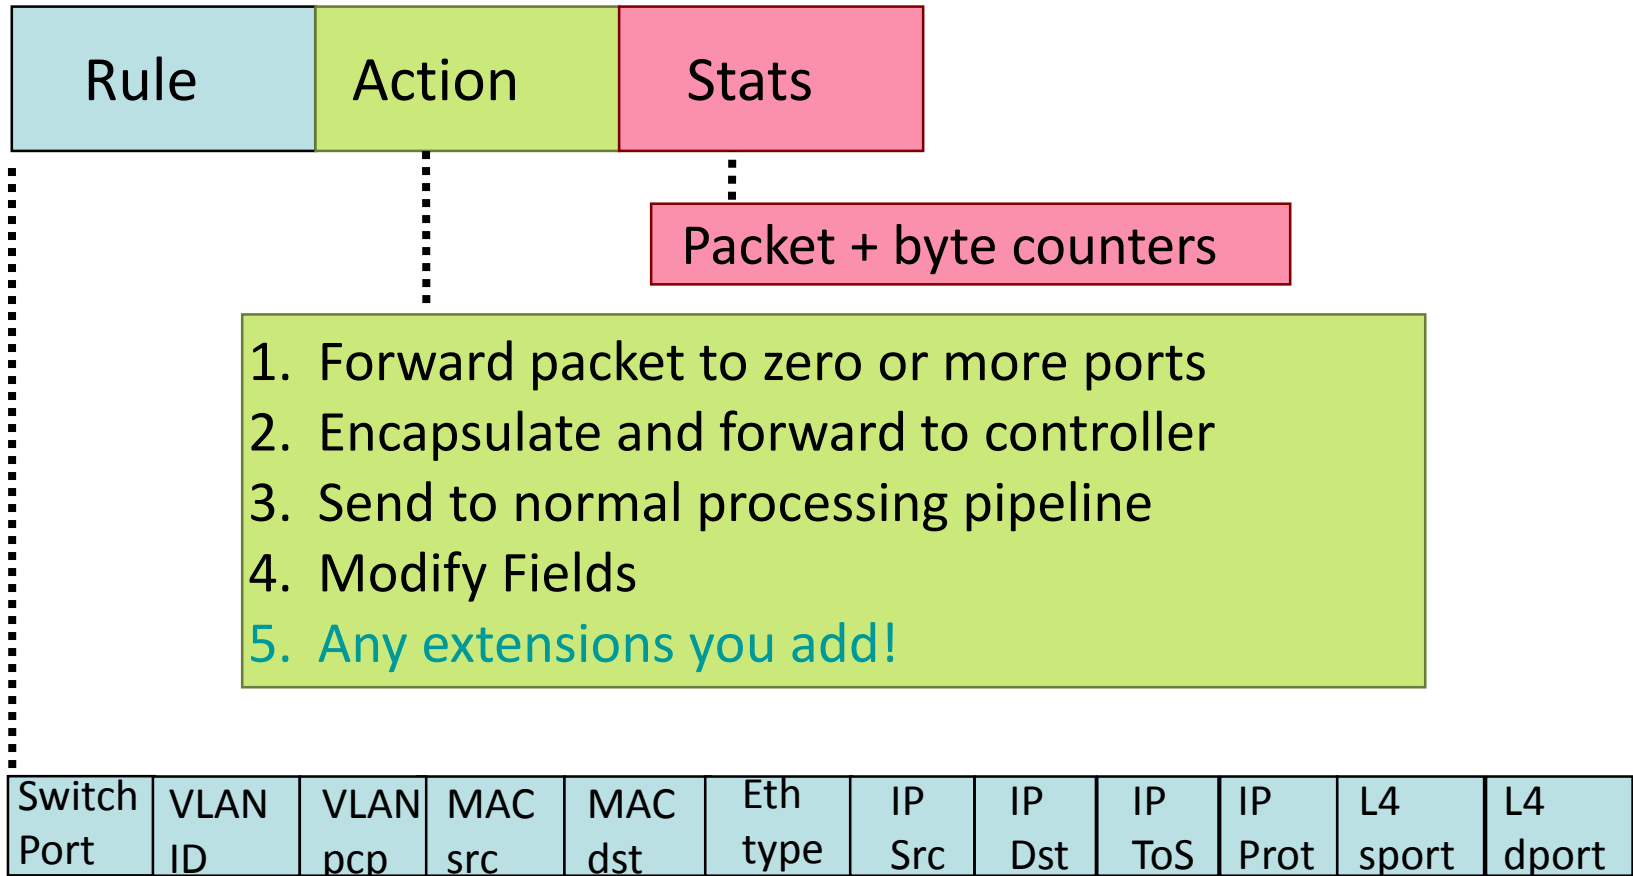 Rule
Action
Stats
Packet + byte counters
1. Forward packet to zero or more ports
2. Encapsulate and forward to controller
3. Send to normal processing pipeline
4. Modify Fields
5. Any extensions you add!
Switch
Port
VLAN
ID
VLAN
pcp
MAC
src
MAC
dst
Eth
type
IP
Src
IP
Dst
IP
ToS
IP
Prot
L4
sport
L4
dport